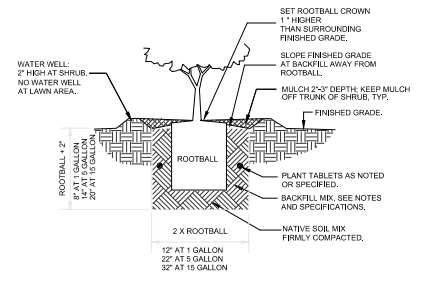 SET ROOTBALL CROWN
1 " HIGHER
THAN SURROUNDING
FINISHED GRADE.
SLOPE FINISHED GRADE
AT BACKFILL AWAY FROM
ROOTBALL.
WATER WELL:
2" HIGH AT SHRUB,
NO WATER WELL
AT LAWN AREA.
MULCH 2"-3" DEPTH; KEEP MULCH
OFF TRUNK OF SHRUB, TYP.
FINISHED GRADE.
ROOTBALL + 2"
8" AT 1 GALLON
14" AT 5 GALLON
20" AT 15 GALLON
ROOTBALL
PLANT TABLETS AS NOTED
OR SPECIFIED.
BACKFILL MIX, SEE NOTES
AND SPECIFICATIONS.
NATIVE SOIL MIX
FIRMLY COMPACTED.
2 X ROOTBALL
12" AT 1 GALLON
22" AT 5 GALLON
32" AT 15 GALLON